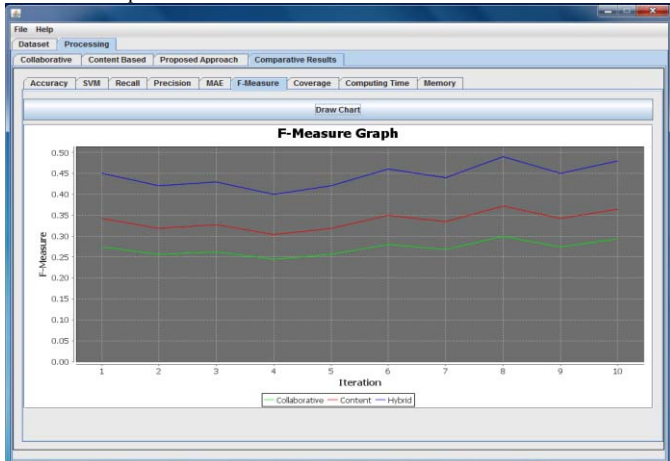 File Help
Dataset Processing
Collaborative Content Based Proposed Approach Comparative Results
Accuracy SVM Recall Precision MAE F-Measure Coverage Computing Time Memory
Draw Chart
F-Measure Graph
0.50
0.45
0.40
0.35
0.30
0.25
0.20
0.15
0.10
0.05
0.00
F-Measure
1 2 3 4 5 6 7 8 9 10
Iteration
Collaborative Content Hybrid